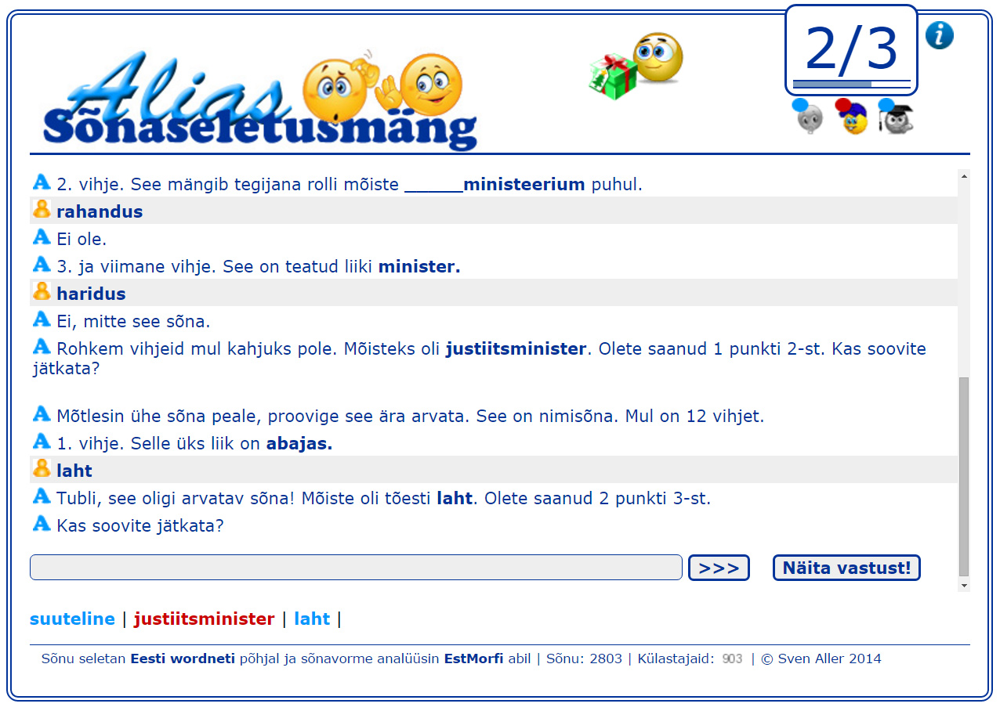 Alias
Sõnaseletusmäng
2/3
i
A 2. vihje. See mängib tegijana rolli mõiste ______ministeerium puhul.
rahandus
A Ei ole.
A 3. ja viimane vihje. See on teatud liiki minister.
haridus
A Ei, mitte see sõna.
A Rohkem vihjeid mul kahjuks pole. Mõisteks oli justiitsminister. Olete saanud 1 punkti 2-st. Kas soovite
jätkata?
A Mõtlesin ühe sõna peale, proovige see ära arvata. See on nimisõna. Mul on 12 vihjet.
A 1. vihje. Selle üks liik on abajas.
laht
A Tubli, see oligi arvatav sõna! Mõiste oli tõesti laht. Olete saanud 2 punkti 3-st.
A Kas soovite jätkata?
>>> Näita vastust!
suuteline | justiitsminister | laht |
Sõnu seletan Eesti wordneti põhjal ja sõnavorme analüüsin EstMorfi abil | Sõnu: 2803 | Külastajaid: 903 | © Sven Aller 2014